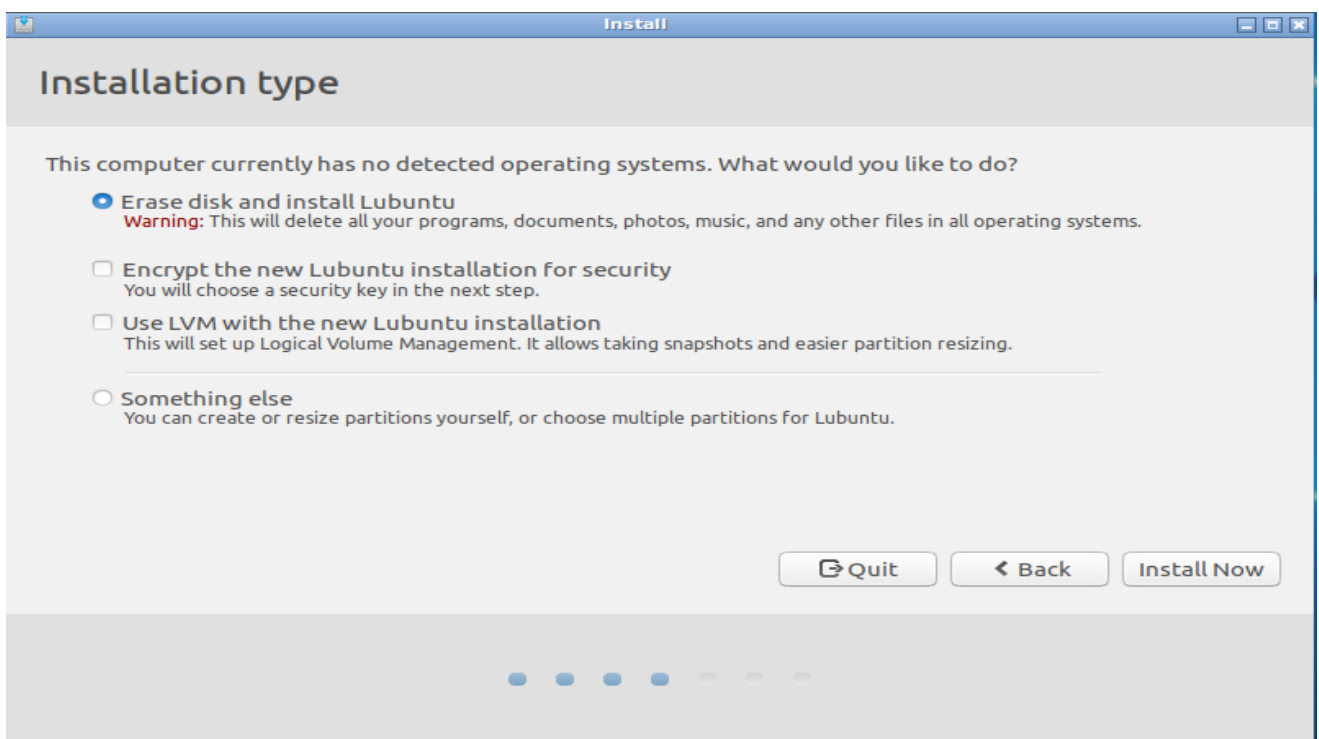 Install
Installation type
This computer currently has no detected operating systems. What would you like to do?
Erase disk and install Lubuntu
Warning: This will delete all your programs, documents, photos, music, and any other files in all operating systems.
Encrypt the new Lubuntu installation for security
You will choose a security key in the next step.
Use LVM with the new Lubuntu installation
This will set up Logical Volume Management. It allows taking snapshots and easier partition resizing.
Something else
You can create or resize partitions yourself, or choose multiple partitions for Lubuntu.
Quit Back Install Now